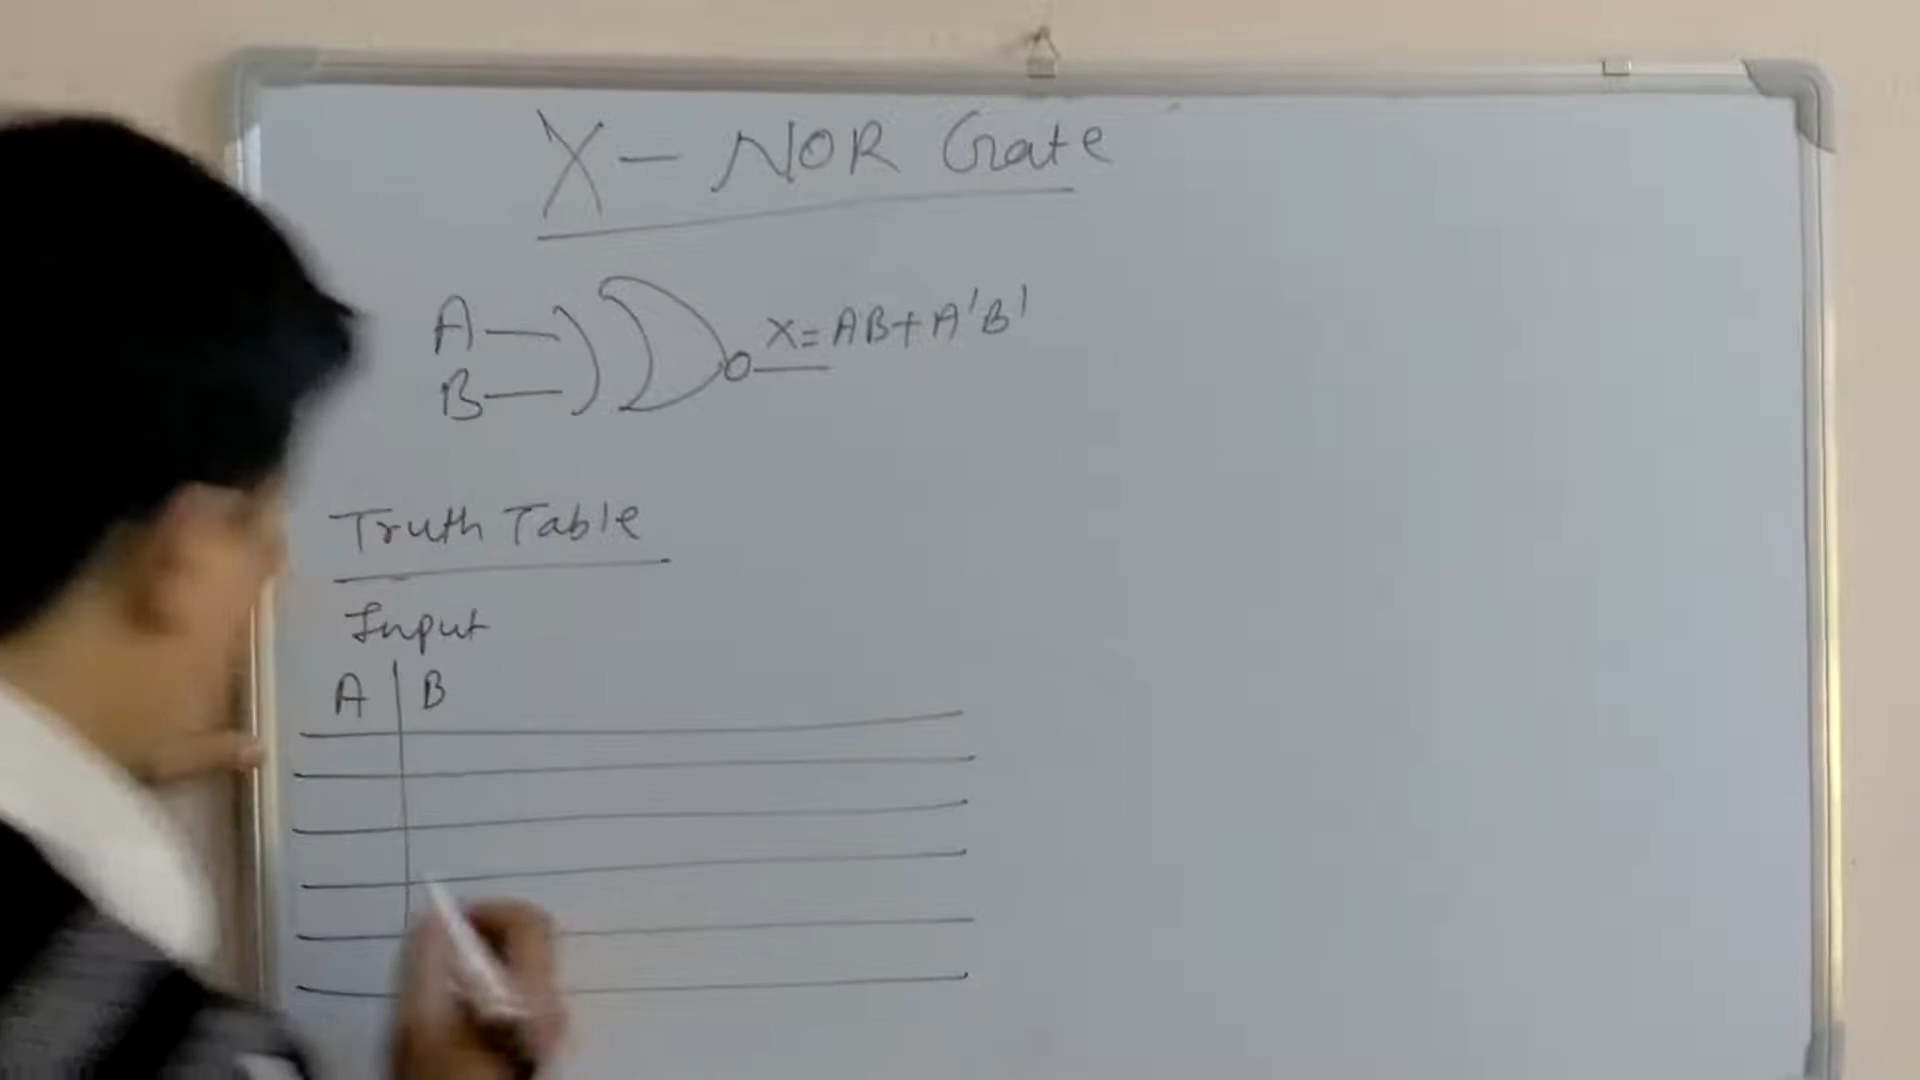 X - NOR Gate
A
X = AB + A'B'
B
Truth Table
Input
A B